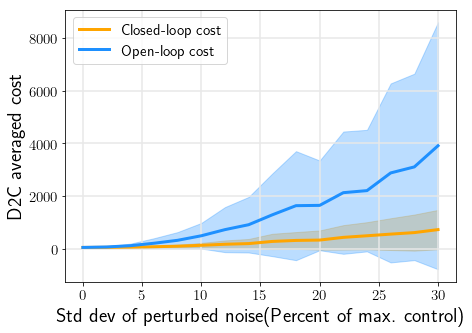 Closed-loop cost
Open-loop cost
D2C averaged cost
8000
6000
4000
2000
0
0 5 10 15 20 25 30
Std dev of perturbed noise(Percent of max. control)